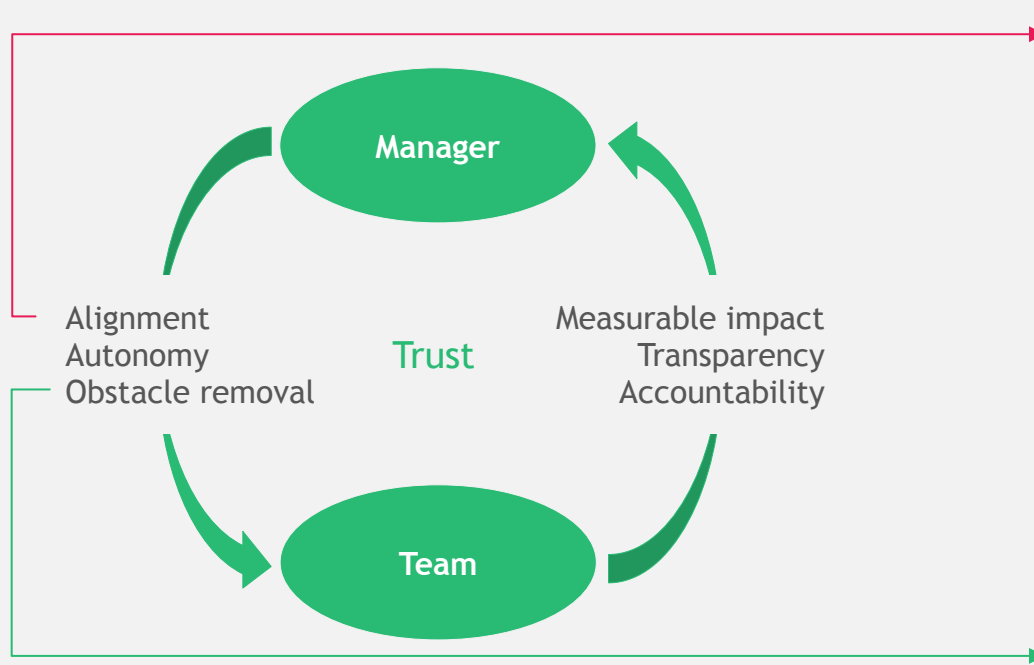 Manager
Alignment
Autonomy
Obstacle removal
Trust
Measurable impact
Transparency
Accountability
Team